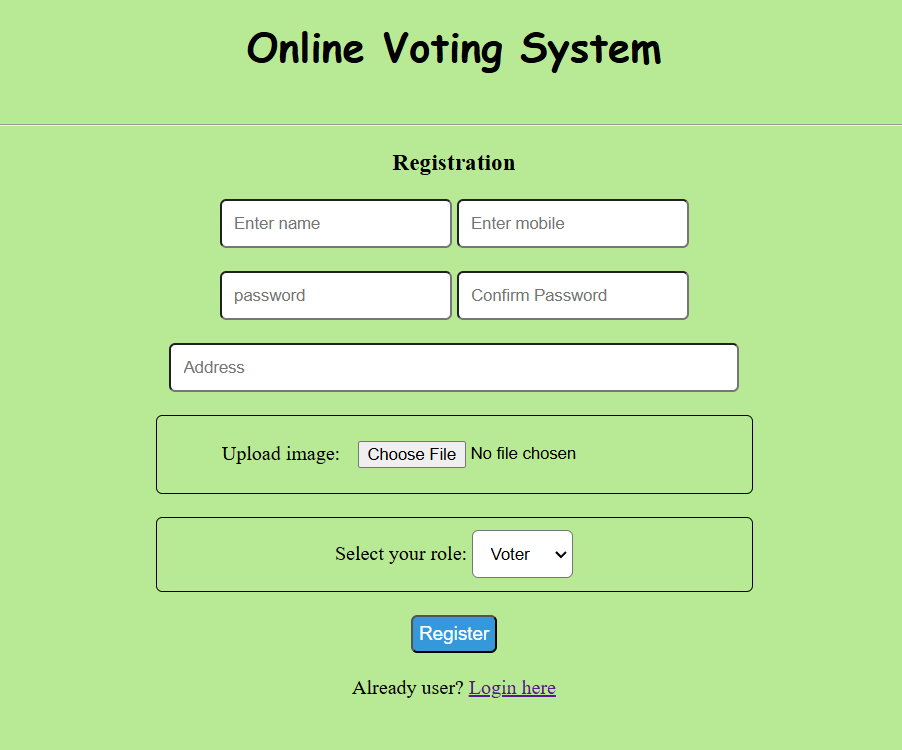 Online Voting System
Registration
Enter name Enter mobile
password Confirm Password
Address
Upload image: Choose File No file chosen
Select your role: Voter
Register
Already user? Login here